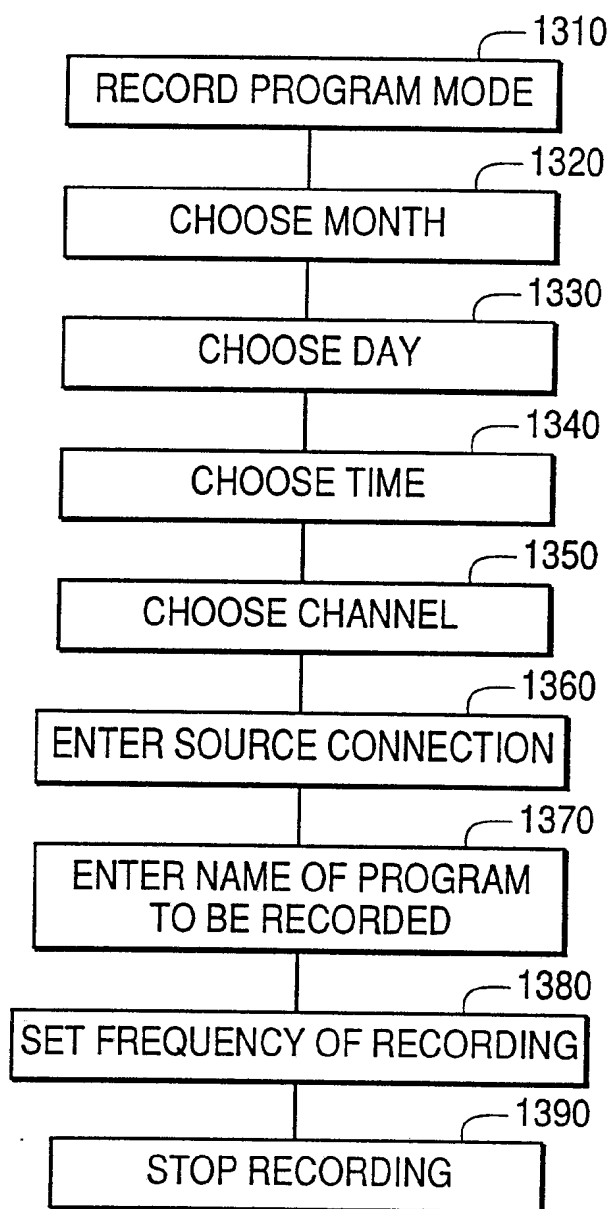 1310
RECORD PROGRAM MODE
1320
CHOOSE MONTH
1330
CHOOSE DAY
1340
CHOOSE TIME
1350
CHOOSE CHANNEL
1360
ENTER SOURCE CONNECTION
1370
ENTER NAME OF PROGRAM
TO BE RECORDED
1380
SET FREQUENCY OF RECORDING
1390
STOP RECORDING